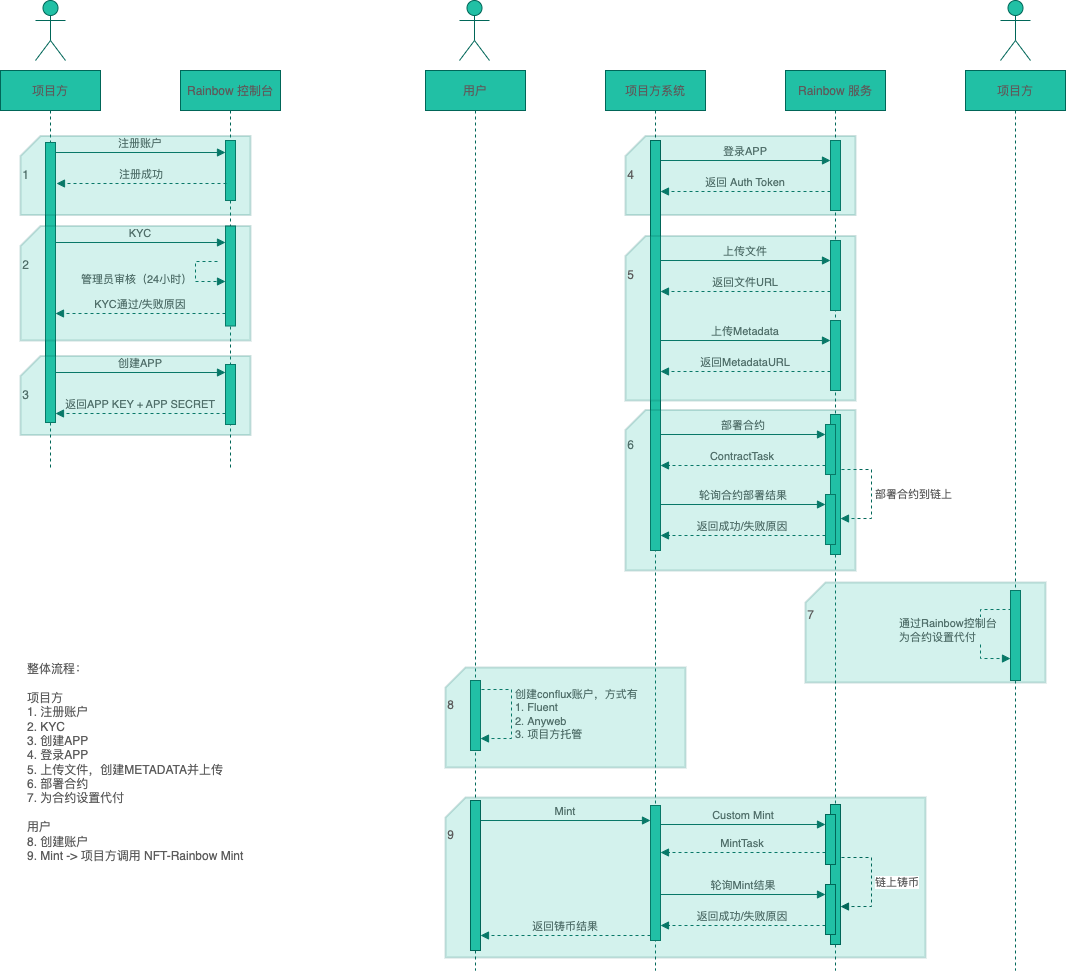 项目方
Rainbow 控制台
用户
项目方系统
Rainbow 服务
项目方
1
注册账户
注册成功
2
KYC
管理员审核（24小时）
KYC通过/失败原因
3
创建APP
返回APP KEY + APP SECRET
4
登录APP
返回 Auth Token
5
上传文件
返回文件URL
上传Metadata
返回MetadataURL
6
部署合约
ContractTask
部署合约到链上
轮询合约部署结果
返回成功/失败原因
7
通过Rainbow控制台
为合约设置代付
8
创建conflux账户，方式有
1. Fluent
2. Anyweb
3. 项目方托管
9
Mint
Custom Mint
MintTask
链上铸币
轮询Mint结果
返回成功/失败原因
返回铸币结果
整体流程：
项目方
1. 注册账户
2. KYC
3. 创建APP
4. 登录APP
5. 上传文件，创建METADATA并上传
6. 部署合约
7. 为合约设置代付
用户
8. 创建账户
9. Mint -> 项目方调用 NFT-Rainbow Mint